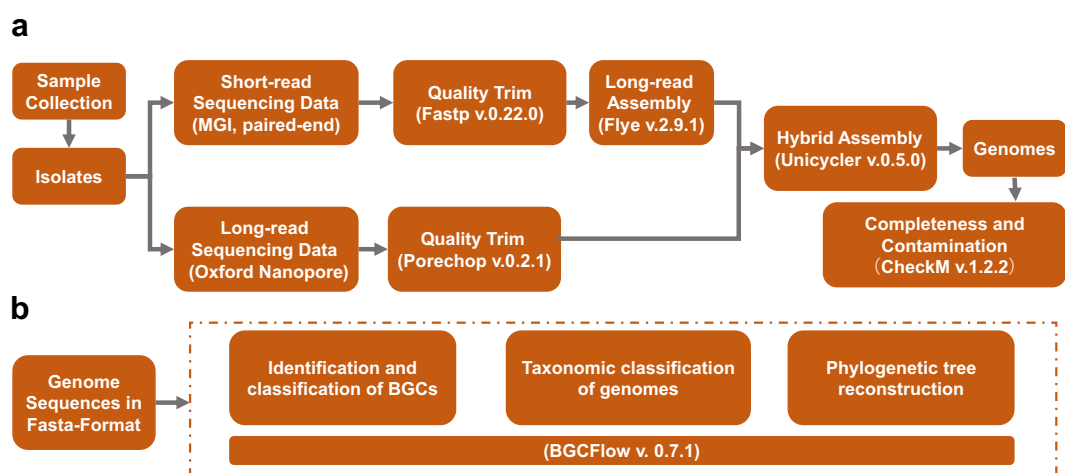 a
Sample
Collection
Isolates
Short-read
Sequencing Data
(MGI, paired-end)
Quality Trim
(Fastp v.0.22.0)
Long-read
Assembly
(Flye v.2.9.1)
Long-read
Sequencing Data
(Oxford Nanopore)
Quality Trim
(Porechop v.0.2.1)
Hybrid Assembly
(Unicycler v.0.5.0)
Genomes
Completeness and
Contamination
（CheckM v.1.2.2）
b
Genome
Sequences in
Fasta-Format
Identification and
classification of BGCs
Taxonomic classification
of genomes
Phylogenetic tree
reconstruction
(BGCFlow v. 0.7.1)